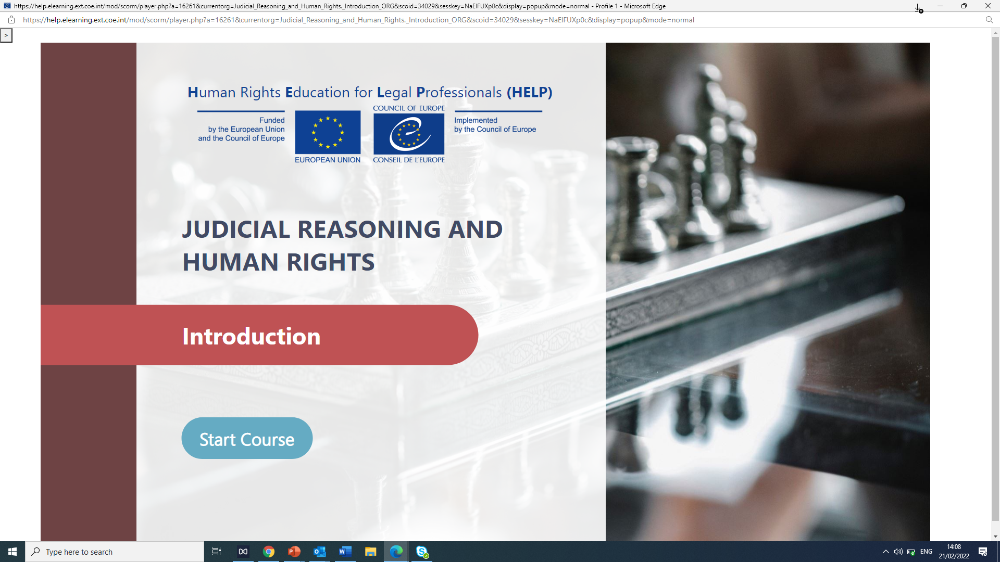 https://help.elearning.ext.coe.int/mod/scorm/player.php?a=16261&currentorg=Judicial_Reasoning_and_Human_Rights._Introduction_ORG&scoid=34029&sesskey=NaEIFUXp0c&display=popup&mode=normal - Profile 1 - Microsoft Edge
https://help.elearning.ext.coe.int/mod/scorm/player.php?a=16261&currentorg=Judicial_Reasoning_and_Human_Rights._Introduction_ORG&scoid=34029&sesskey=NaEIFUXp0c&display=popup&mode=normal
>
Human Rights Education for Legal Professionals (HELP)
Funded
by the European Union
and the Council of Europe
EUROPEAN UNION
COUNCIL OF EUROPE
CONSEIL DE L'EUROPE
Implemented
by the Council of Europe
JUDICIAL REASONING AND
HUMAN RIGHTS
Introduction
Start Course
Type here to search
ENG
14:08
21/02/2022